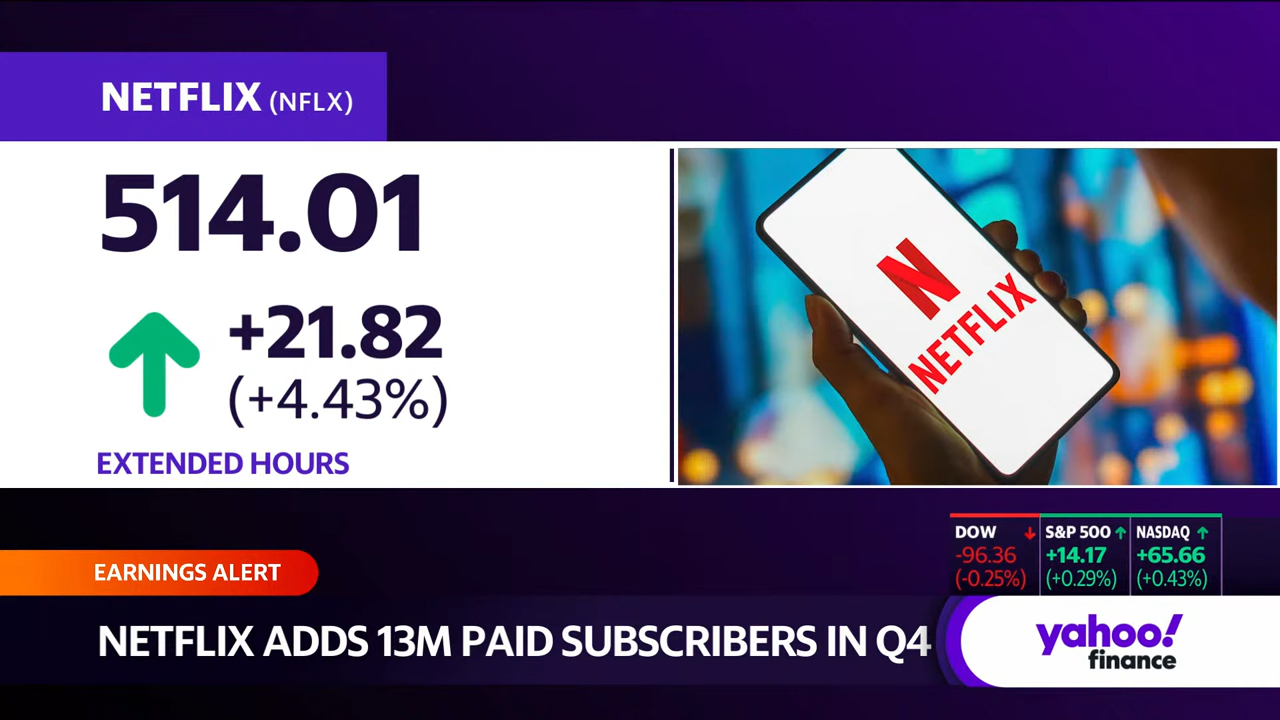 NETFLIX (NFLX)
514.01
+21.82
(+4.43%)
EXTENDED HOURS
N
NETFLIX
DOW
-96.36
(-0.25%)
S&P 500
+14.17
(+0.29%)
NASDAQ
+65.66
(+0.43%)
EARNINGS ALERT
NETFLIX ADDS 13M PAID SUBSCRIBERS IN Q4
yahoo!
finance